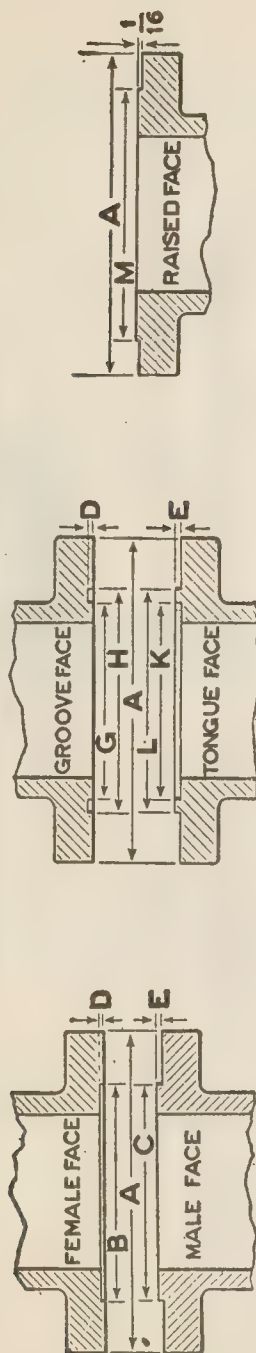 FEMALE FACE
D
B
A
C
E
MALE FACE
GROOVE FACE
D
G
H
A
L
K
E
TONGUE FACE
A
1/16
M
RAISED FACE